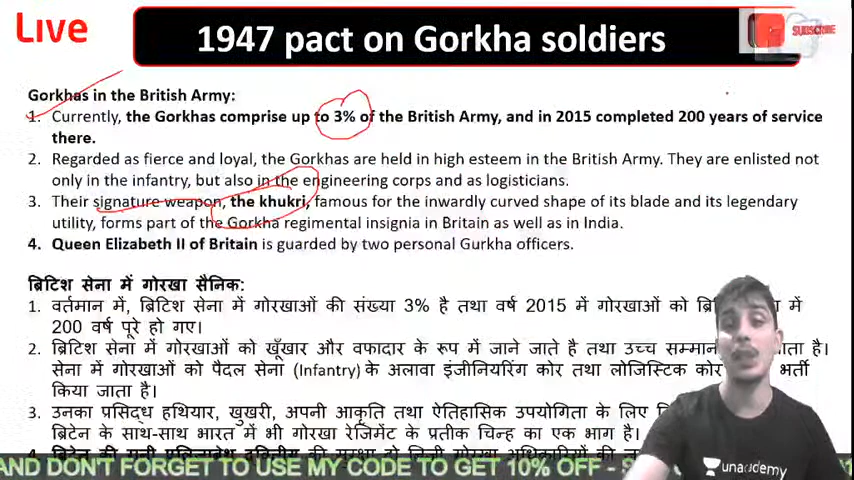 Live
1947 pact on Gorkha soldiers
SUBSCRIBE
Gorkhas in the British Army:
1. Currently, the Gorkhas comprise up to 3% of the British Army, and in 2015 completed 200 years of service
there.
2. Regarded as fierce and loyal, the Gorkhas are held in high esteem in the British Army. They are enlisted not
only in the infantry, but also in the engineering corps and as logisticians.
3. Their signature weapon, the khukri, famous for the inwardly curved shape of its blade and its legendary
utility, forms part of the Gorkha regimental insignia in Britain as well as in India.
4. Queen Elizabeth II of Britain is guarded by two personal Gurkha officers.
ब्रिटिश सेना में गोरखा सैनिक:
1. वर्तमान में, ब्रिटिश सेना में गोरखाओं की संख्या 3% है तथा वर्ष 2015 में गोरखाओं को में
200 वर्ष पूरे हो गए।
2. ब्रिटिश सेना में गोरखाओं को खूँखार और वफादार के रूप में जाने जाते है तथा उच्च सम्मान है।
सेना में गोरखाओं को पैदल सेना (Infantry) के अलावा इंजीनियरिंग कोर तथा लोजिस्टिक कोर भर्ती
किया जाता है।
3. उनका प्रसिद्ध हथियार, खुखरी, अपनी आकृति तथा ऐतिहासिक उपयोगिता के लिए
ब्रिटेन के साथ-साथ भारत में भी गोरखा रेजिमेंट के प्रतीक चिन्ह का एक भाग है।
4. ब्रिटेन की
AND DON'T FORGET TO USE MY CODE TO GET 10% OFF -
unacademy